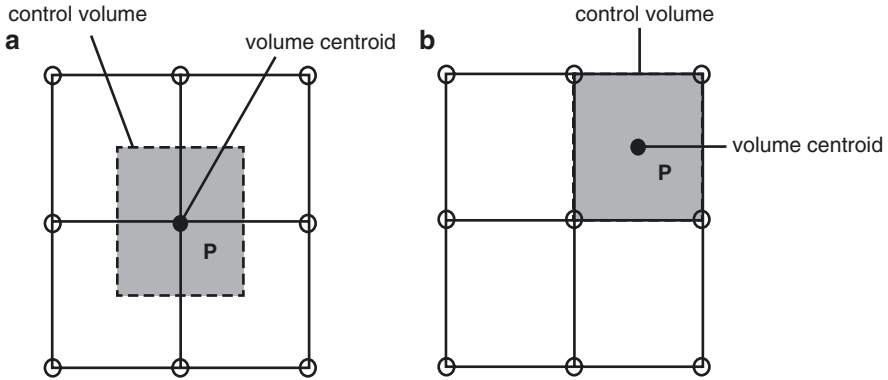 control volume
a
volume centroid
P
control volume
b
volume centroid
P